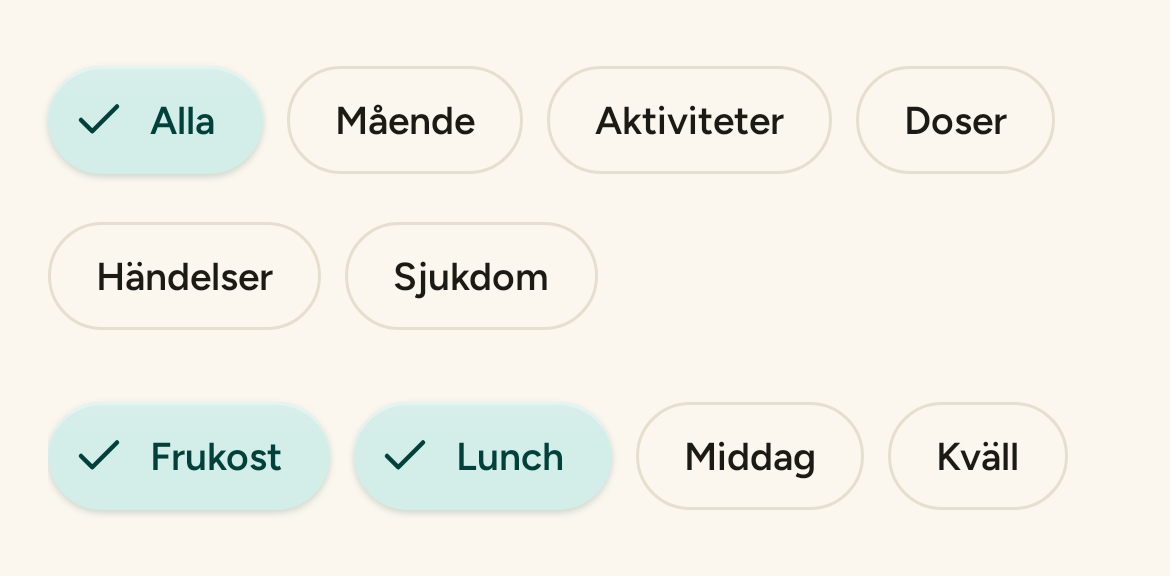 Alla Mående Aktiviteter Doser
Händelser Sjukdom
Frukost Lunch Middag Kväll